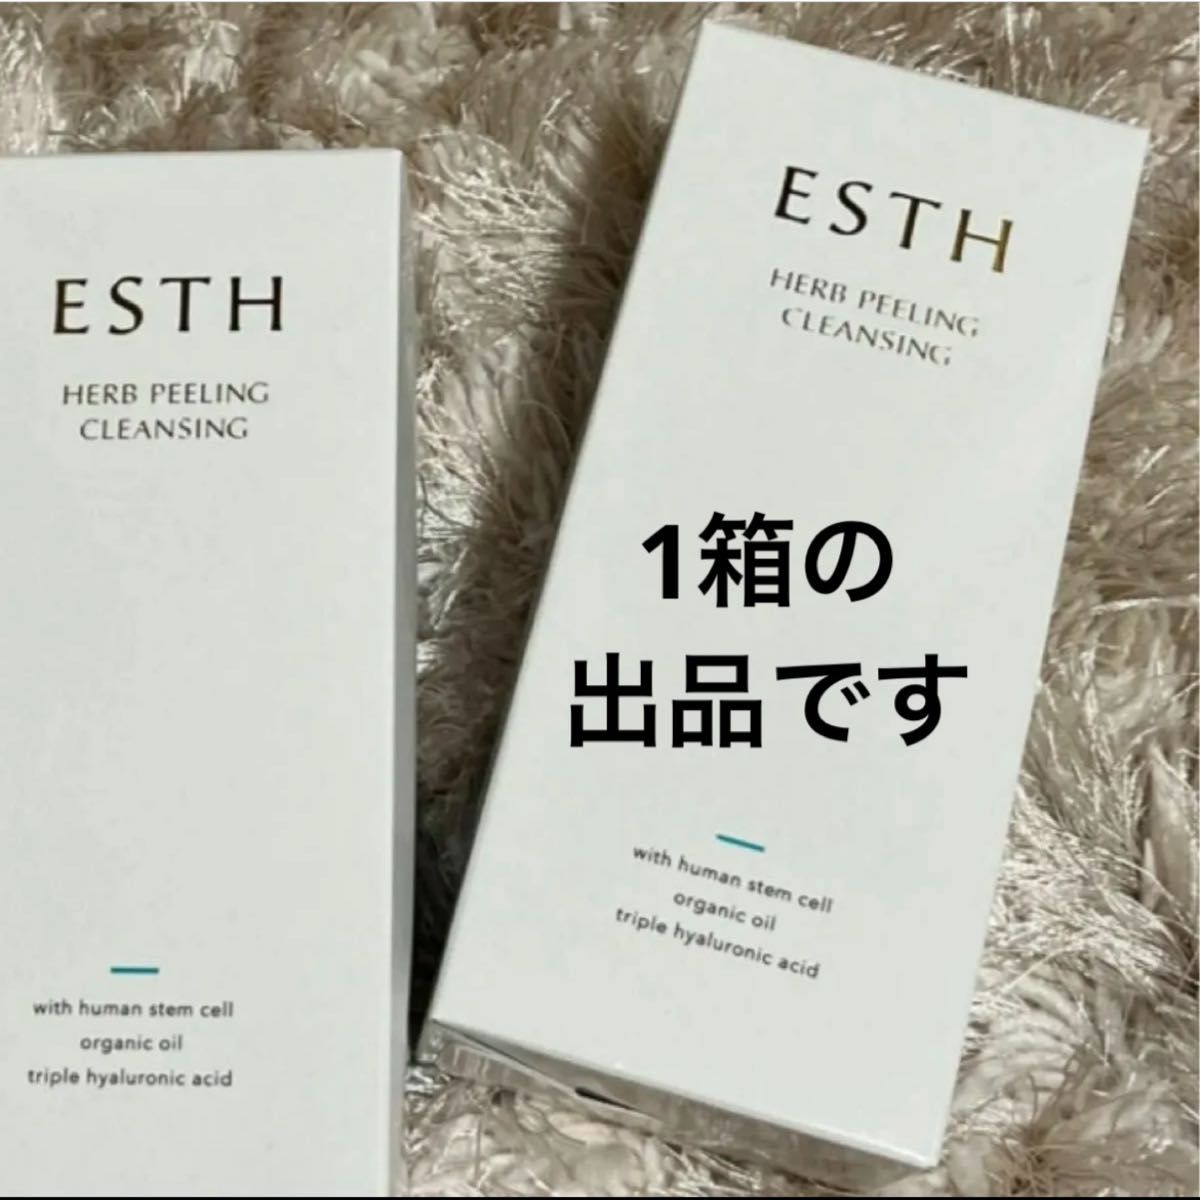 ESTH
HERB PEELING
CLEANSING
with human stem cell
organic oil
triple hyaluronic acid
ESTH
HERB PEELING
CLEANSING
1箱の
出品です
with human stem cell
organic oil
triple hyaluronic acid